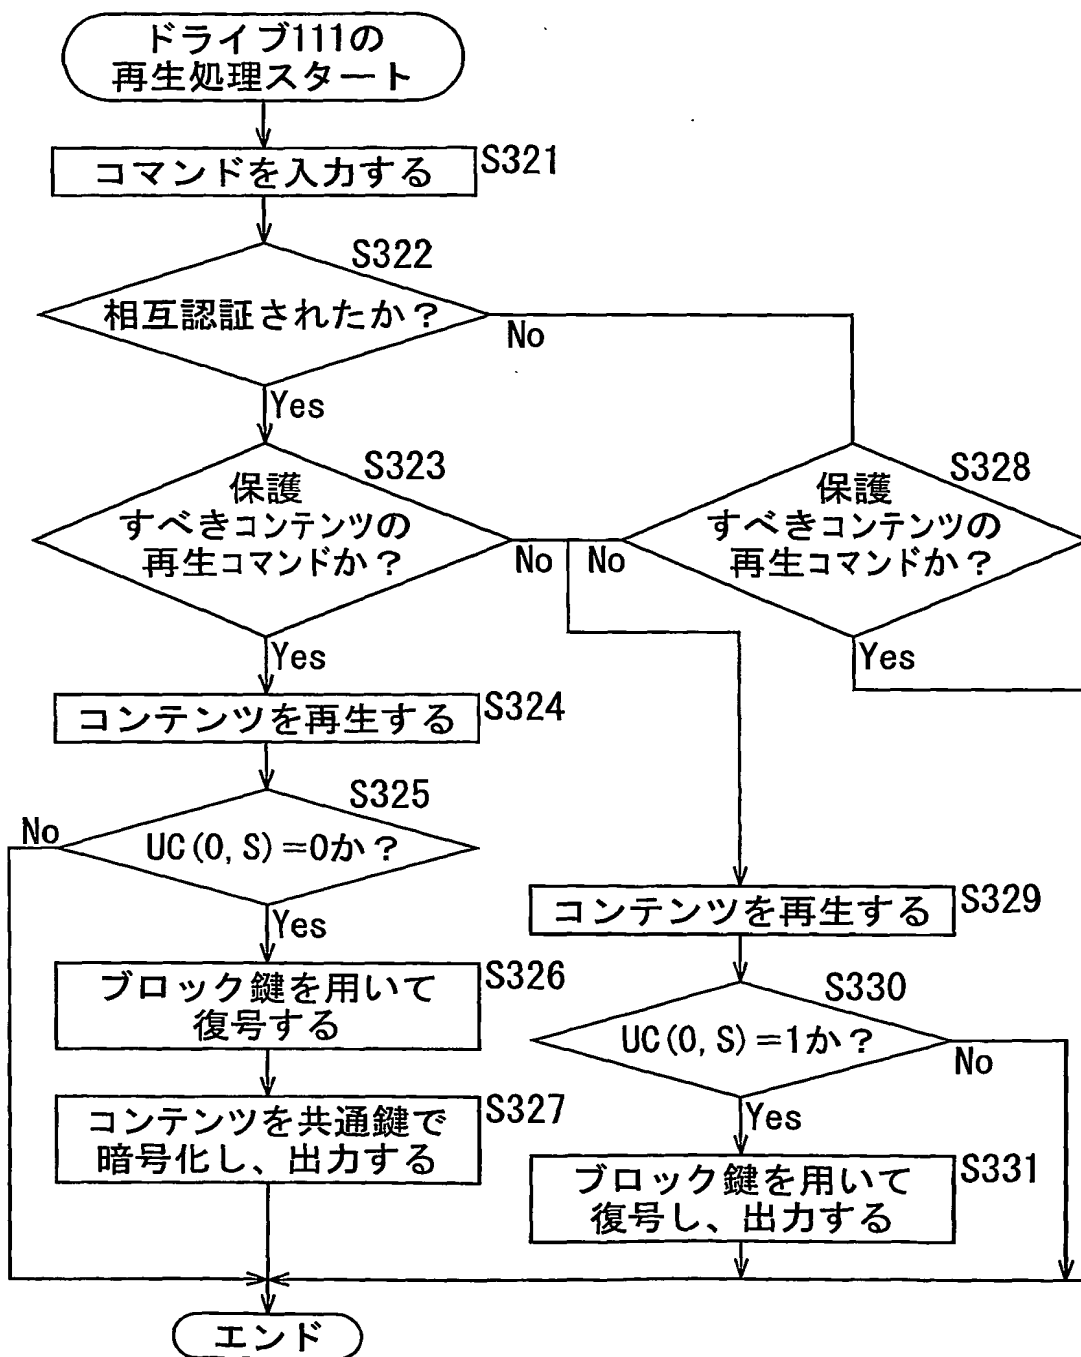 ドライブ111の
再生処理スタート
コマンドを入力する
S321
S322
相互認証されたか？
No
Yes
S323
保護
すべきコンテンツの
再生コマンドか？
No
Yes
S328
保護
すべきコンテンツの
再生コマンドか？
No
Yes
コンテンツを再生する
S324
S325
UC(0,S)=0か？
No
Yes
ブロック鍵を用いて
復号する
S326
コンテンツを共通鍵で
暗号化し、出力する
S327
コンテンツを再生する
S329
S330
UC(0,S)=1か？
No
Yes
ブロック鍵を用いて
復号し、出力する
S331
エンド